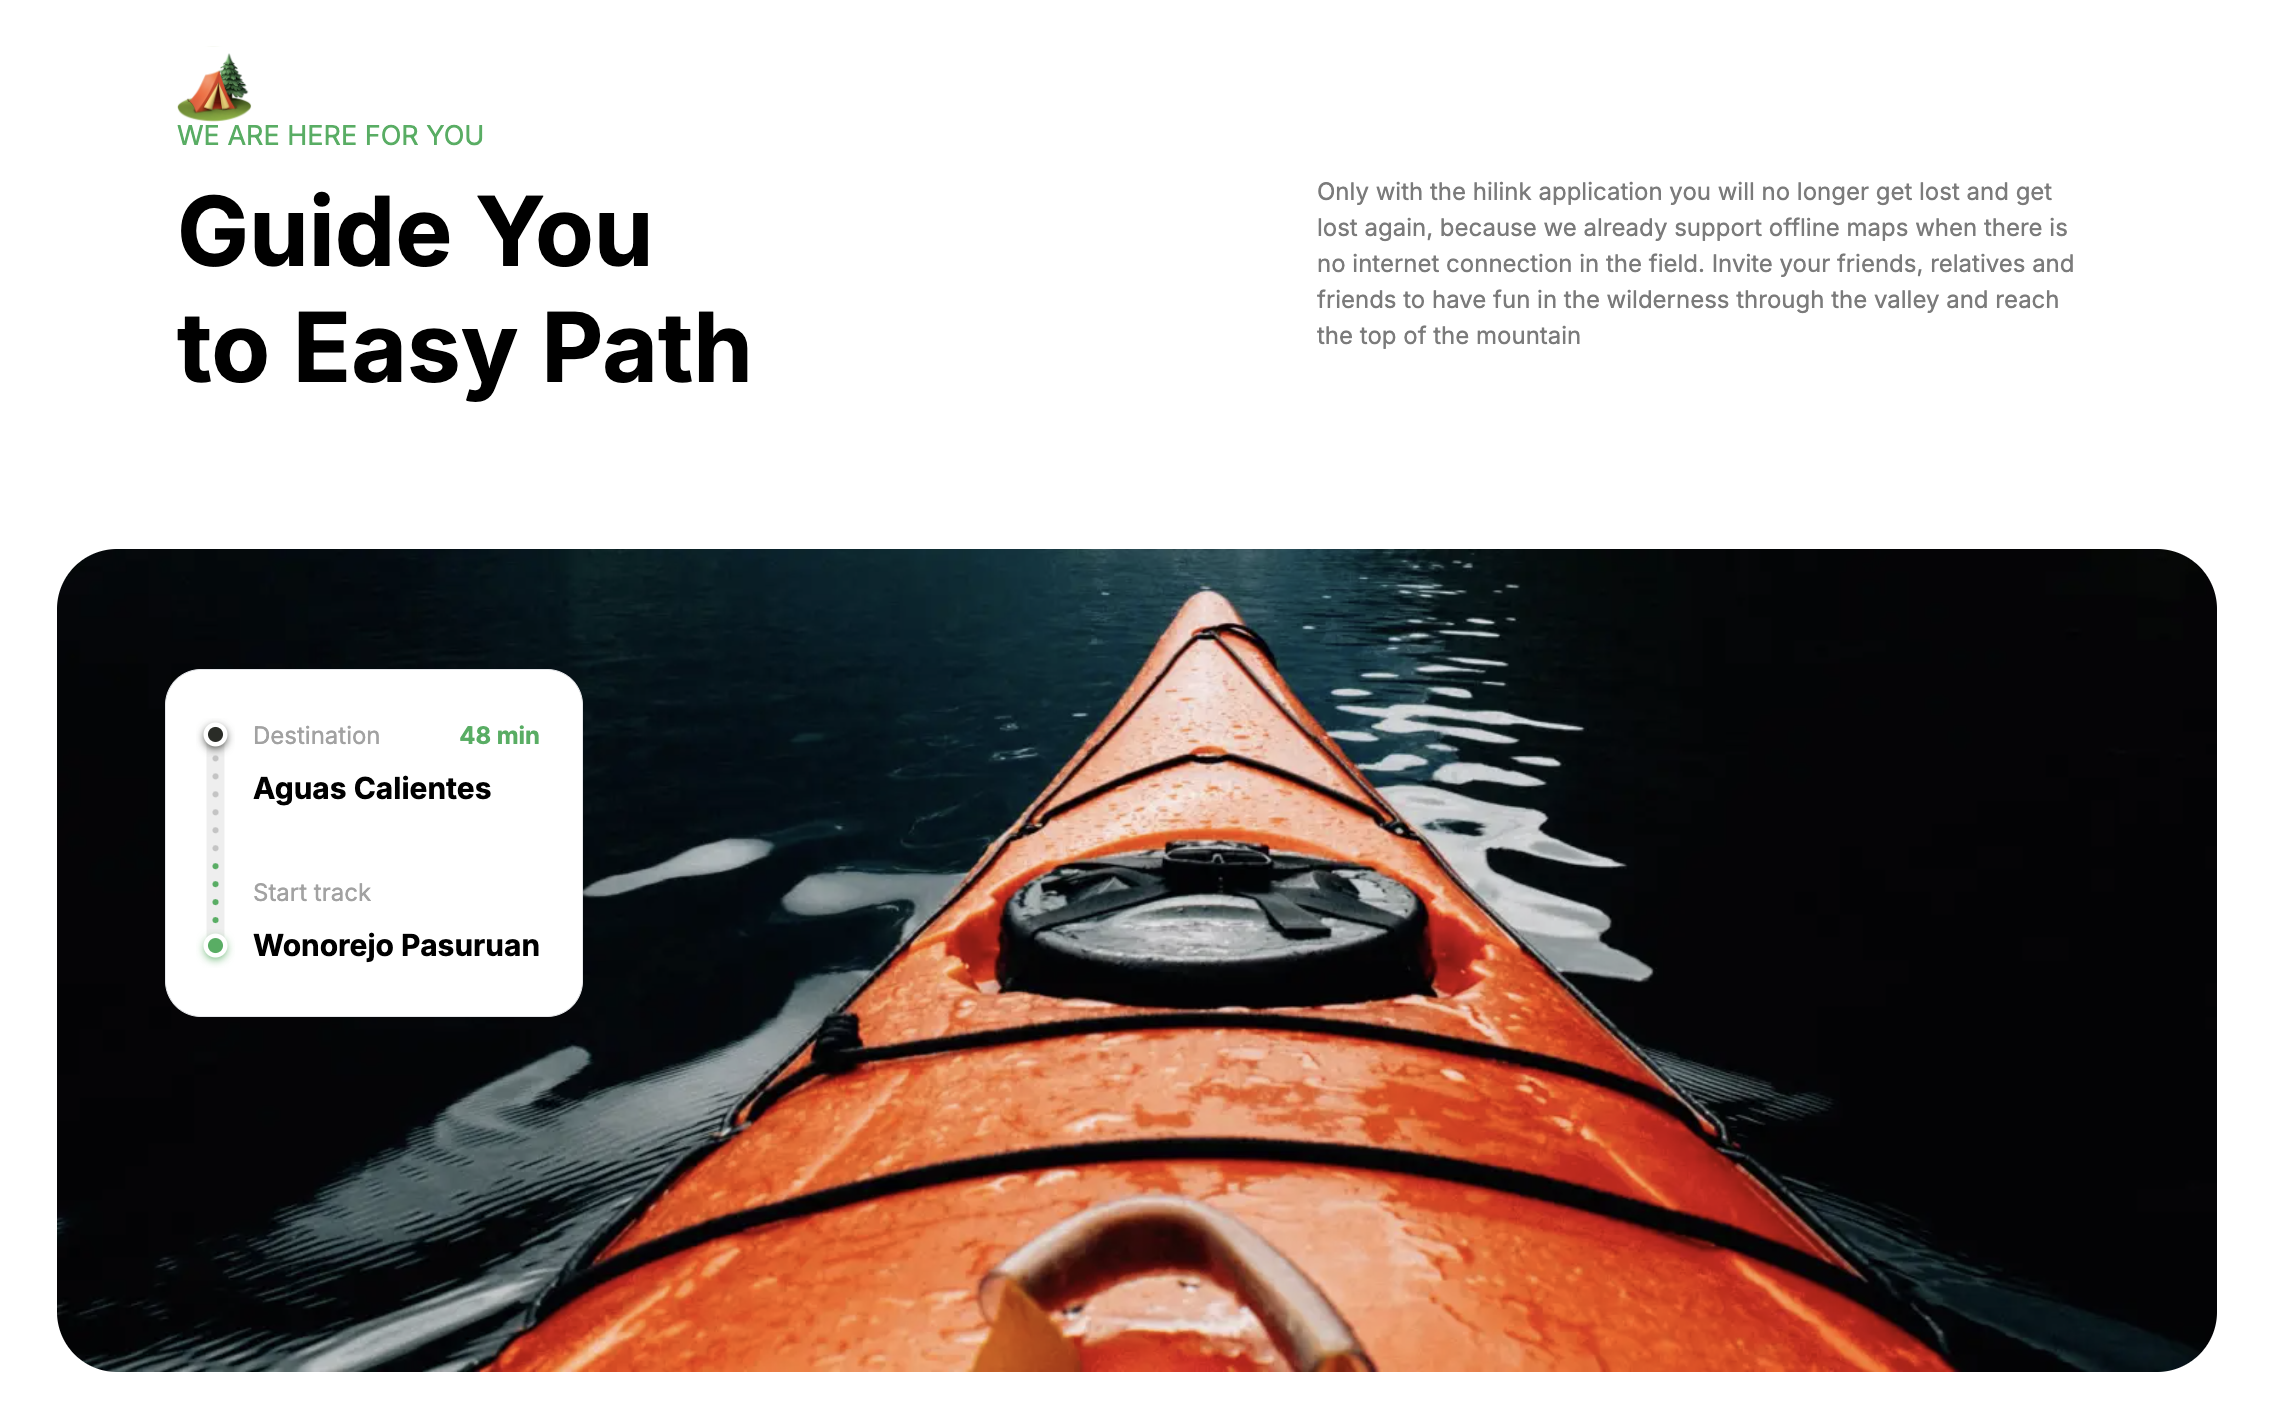 WE ARE HERE FOR YOU
Guide You
to Easy Path
Only with the hilink application you will no longer get lost and get
lost again, because we already support offline maps when there is
no internet connection in the field. Invite your friends, relatives and
friends to have fun in the wilderness through the valley and reach
the top of the mountain
Destination 48 min
Aguas Calientes
Start track
Wonorejo Pasuruan